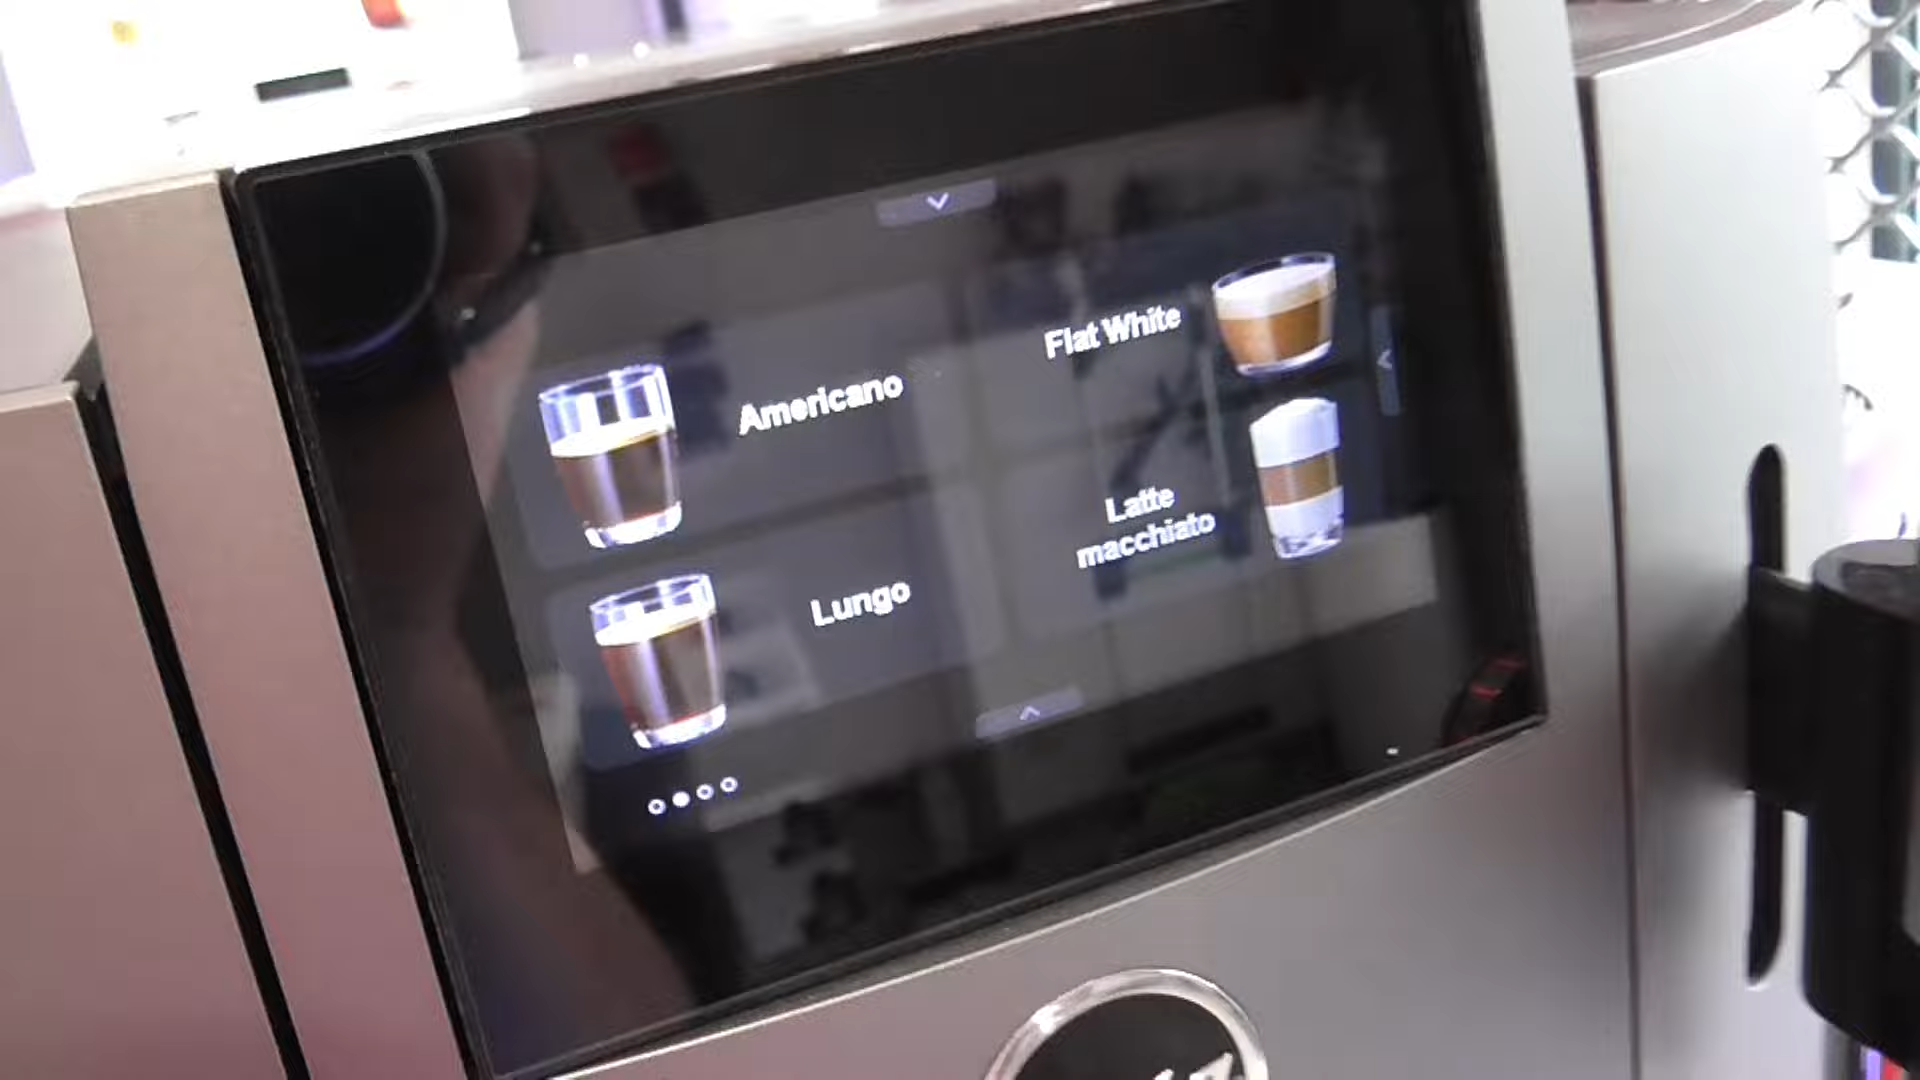 Americano
Flat White
Lungo
Latte
macchiato